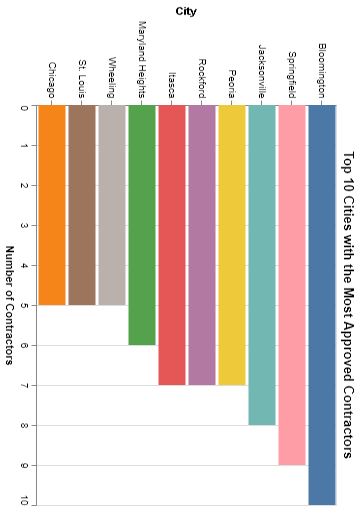 Top 10 Cities with the Most Approved Contractors
City
Bloomington
Springfield
Jacksonville
Peoria
Rockford
Itasca
Maryland Heights
Wheeling
St. Louis
Chicago
0
1
2
3
4
5
6
7
8
9
10
Number of Contractors